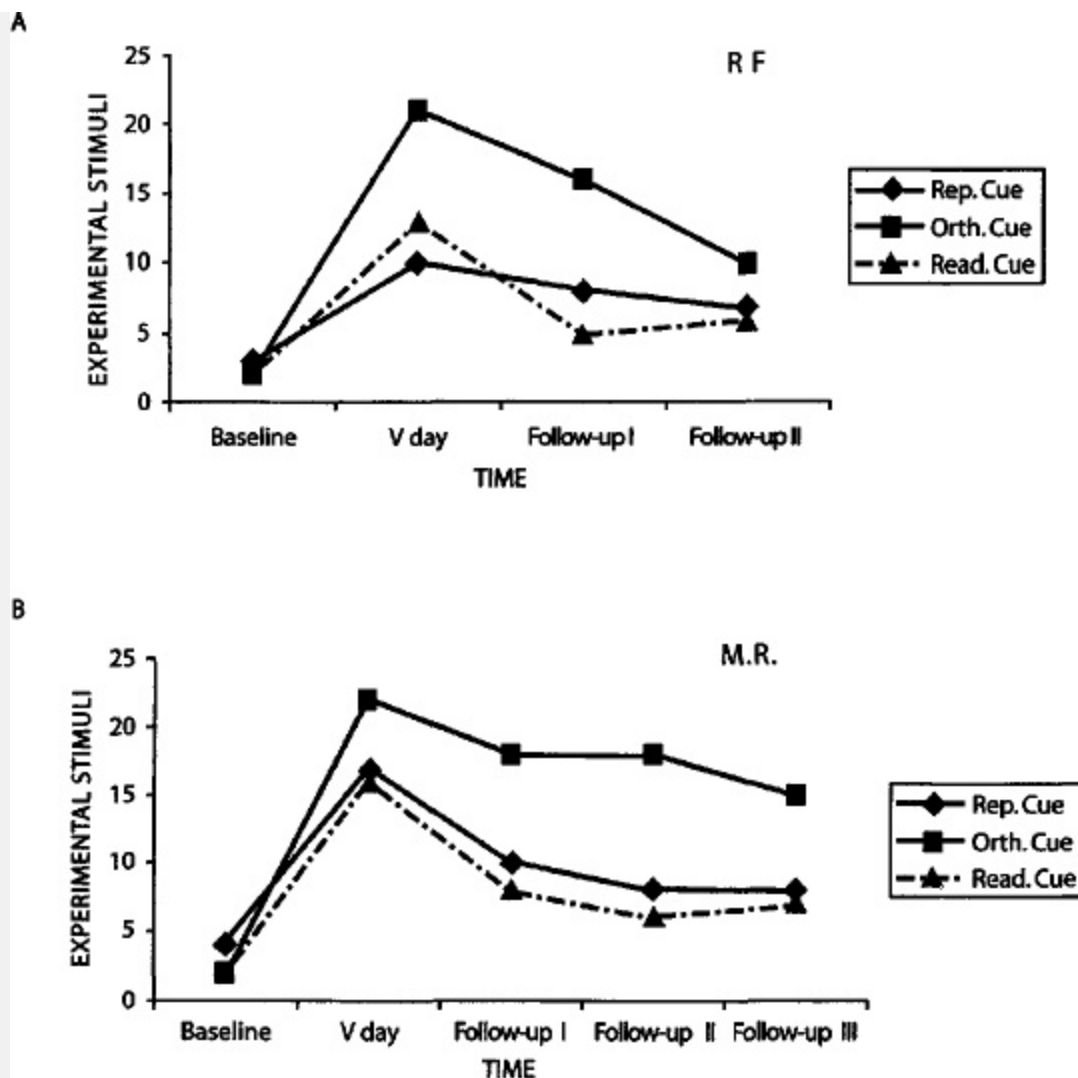 A
R F
25
20
15
10
5
0
EXPERIMENTAL STIMULI
Rep. Cue
Orth. Cue
Read. Cue
Baseline V day Follow-up I Follow-up II
TIME
B
M.R.
25
20
15
10
5
0
EXPERIMENTAL STIMULI
Rep. Cue
Orth. Cue
Read. Cue
Baseline V day Follow-up I Follow-up II Follow-up III
TIME